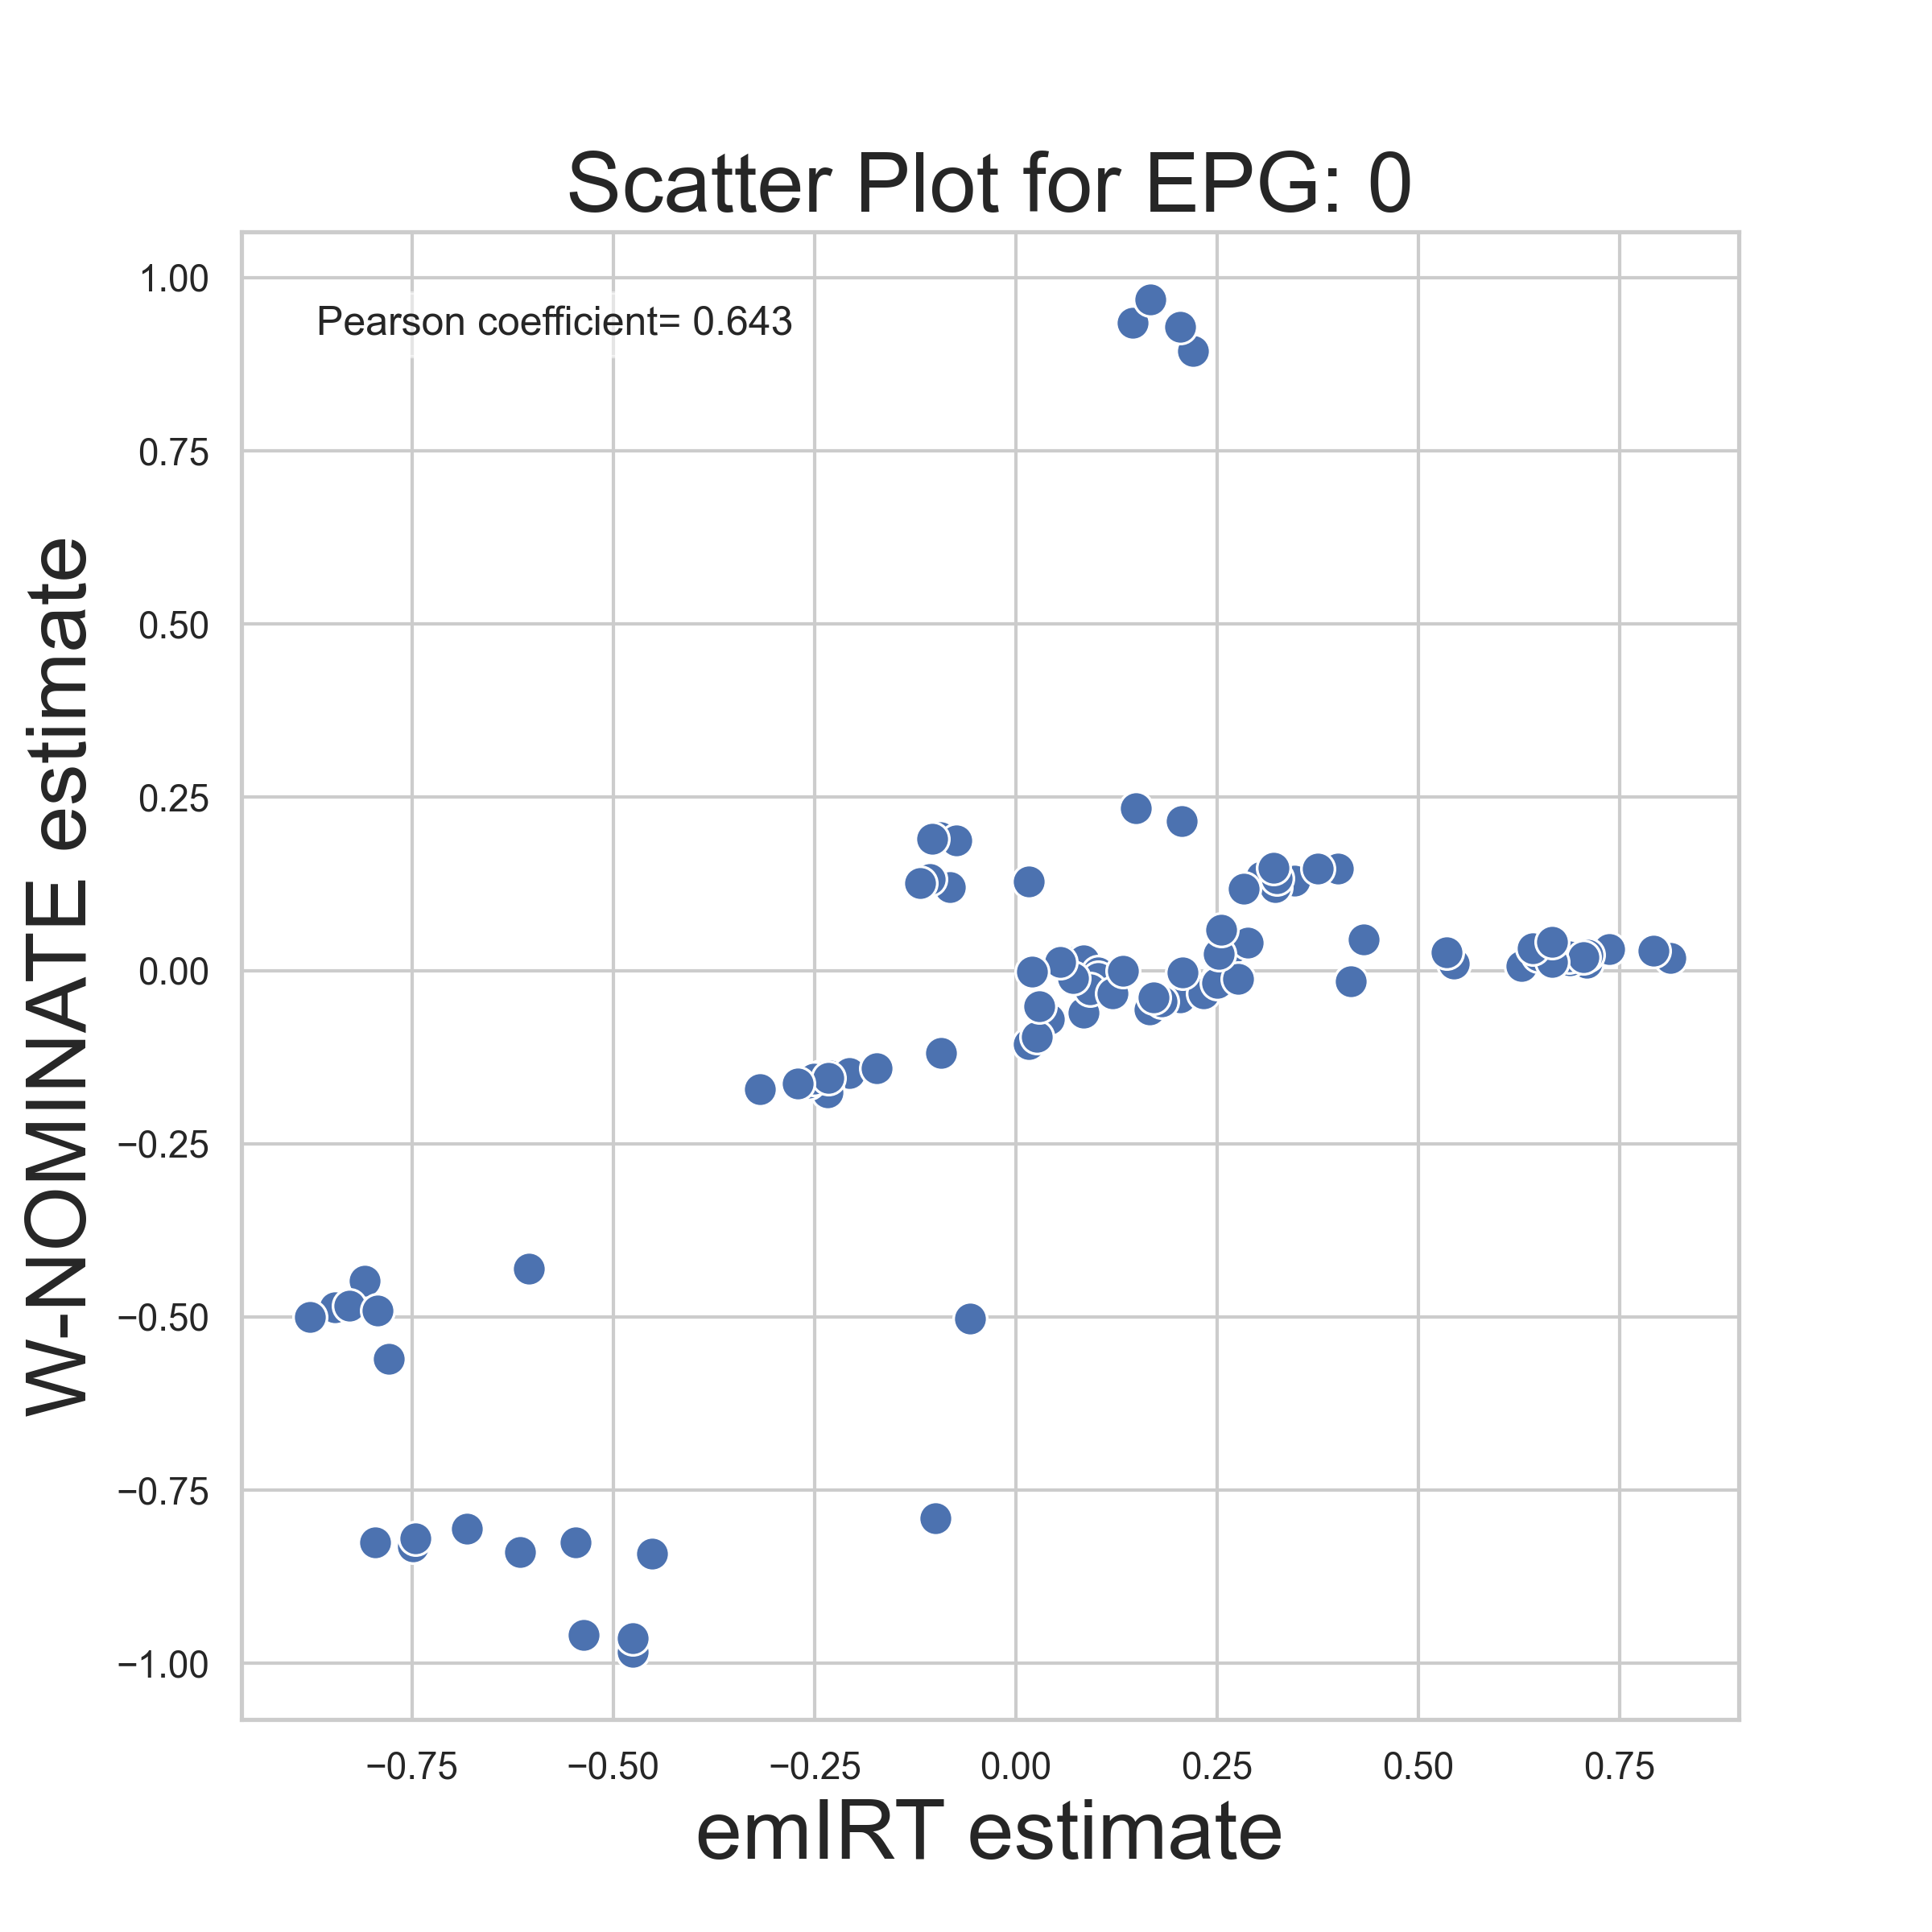 Scatter Plot for EPG: 0
Pearson coefficient= 0.643
W-NOMINATE estimate
1.00
0.75
0.50
0.25
0.00
−0.25
−0.50
−0.75
−1.00
−0.75 −0.50 −0.25 0.00 0.25 0.50 0.75
emIRT estimate